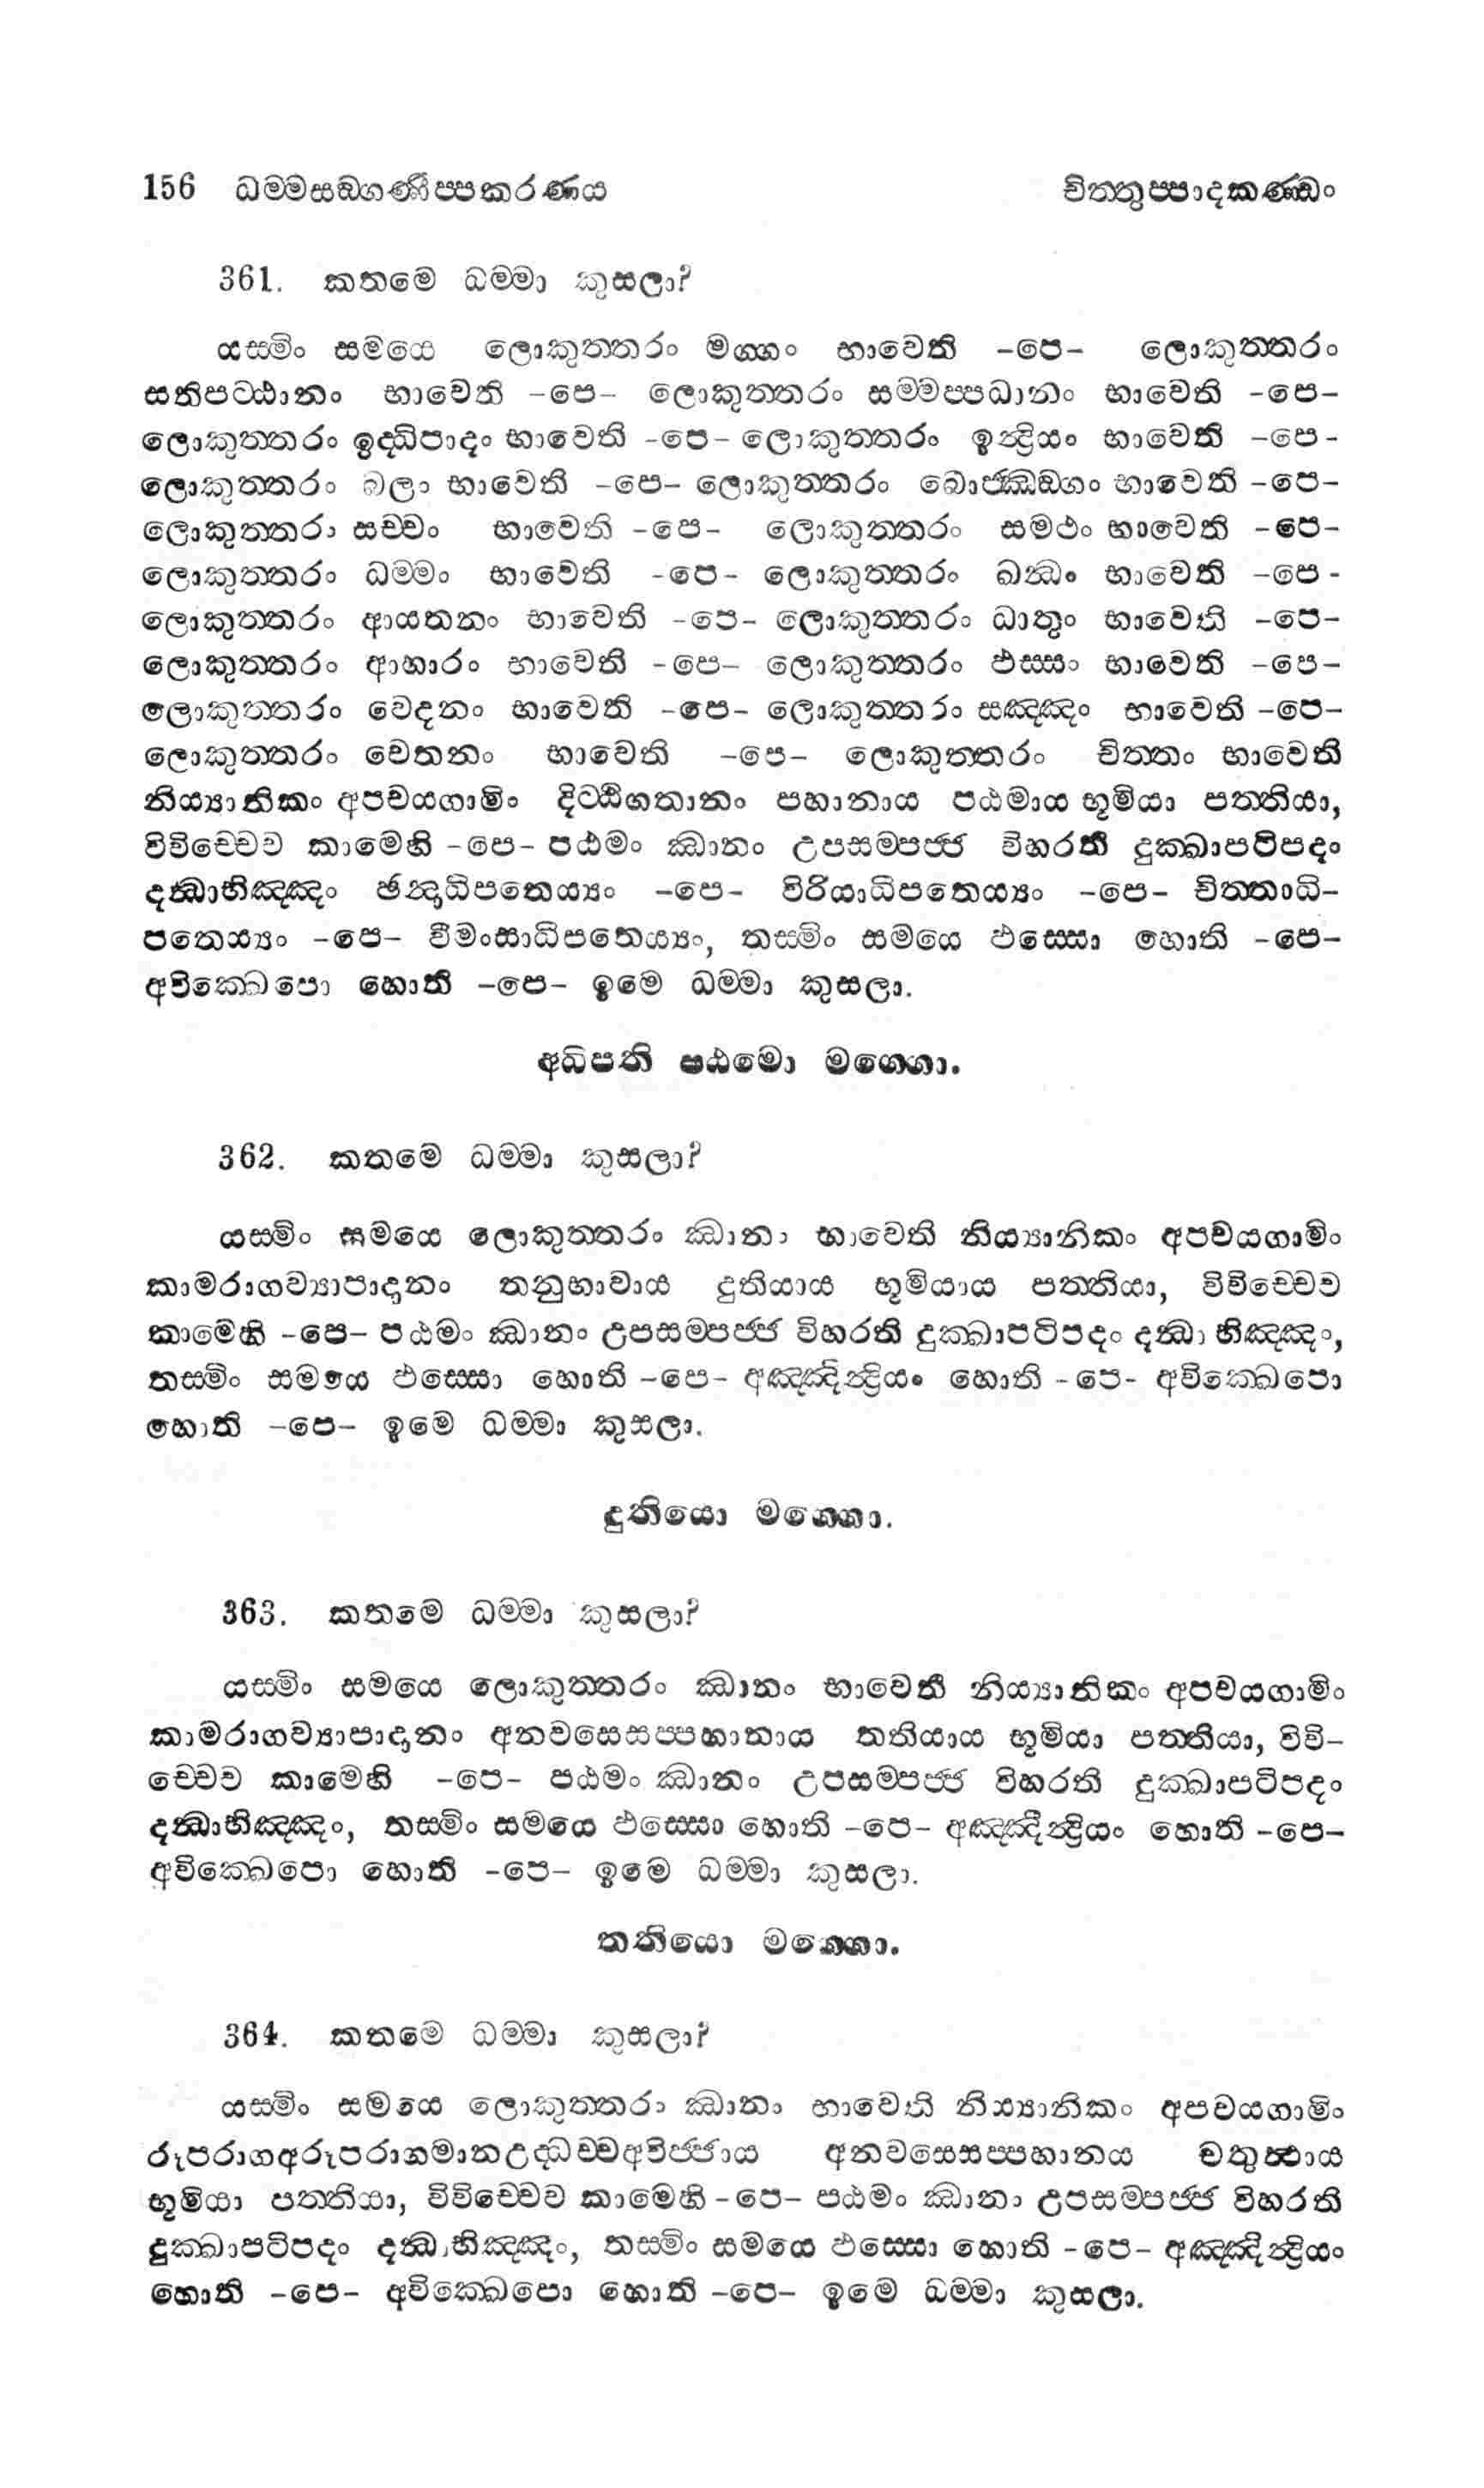 156 ධම්මසඞ්ගණිප්පකරණය චිත්තුප්පාදකණ්ඩං
361. කතමෙ ධම්මා කුසලා?
යස්මිං සමයෙ ලොකුත්තරං මග්ගං භාවෙති -පෙ- ලොකුත්තරං
සතිපට්ඨානං භාවෙති -පෙ- ලොකුත්තරං සම්මප්පධානං භාවෙති -පෙ-
ලොකුත්තරං ඉද්ධිපාදං භාවෙති -පෙ- ලොකුත්තරං ඉන්ද්‍රියං භාවෙති -පෙ-
ලොකුත්තරං බලං භාවෙති -පෙ- ලොකුත්තරං බොජ්ඣඞ්ගං භාවෙති -පෙ-
ලොකුත්තරං සච්චං භාවෙති -පෙ- ලොකුත්තරං සමථං භාවෙති -පෙ-
ලොකුත්තරං ධම්මං භාවෙති -පෙ- ලොකුත්තරං ඛන්ධං භාවෙති -පෙ-
ලොකුත්තරං ආයතනං භාවෙති -පෙ- ලොකුත්තරං ධාතුං භාවෙති -පෙ-
ලොකුත්තරං ආහාරං භාවෙති -පෙ- ලොකුත්තරං ඵස්සං භාවෙති -පෙ-
ලොකුත්තරං වෙදනං භාවෙති -පෙ- ලොකුත්තරං සඤ්ඤං භාවෙති -පෙ-
ලොකුත්තරං චෙතනං භාවෙති -පෙ- ලොකුත්තරං චිත්තං භාවෙති
නිය්‍යානිකං අපචයගාමිං දිට්ඨිගතානං පහානාය පඨමාය භූමියා පත්තියා,
විවිච්චෙව කාමෙහි -පෙ- පඨමං ඣානං උපසම්පජ්ජ විහරති දුක්ඛාපටිපදං
දන්ධාභිඤ්ඤං ඡන්දාධිපතෙය්‍යං -පෙ- විරියාධිපතෙය්‍යං -පෙ- චිත්තාධි-
පතෙය්‍යං -පෙ- වීමංසාධිපතෙය්‍යං, තස්මිං සමයෙ ඵස්සො හොති -පෙ-
අවික්ඛෙපො හොති -පෙ- ඉමෙ ධම්මා කුසලා.
අධිපති පඨමො මග්ගො.
362. කතමෙ ධම්මා කුසලා?
යස්මිං සමයෙ ලොකුත්තරං ඣානං භාවෙති නිය්‍යානිකං අපචයගාමිං
කාමරාගව්‍යාපාදානං තනුභාවාය දුතියාය භූමියාය පත්තියා, විවිච්චෙව
කාමෙහි -පෙ- පඨමං ඣානං උපසම්පජ්ජ විහරති දුක්ඛාපටිපදං දන්ධාභිඤ්ඤං,
තස්මිං සමයෙ ඵස්සො හොති -පෙ- අඤ්ඤින්ද්‍රියං හොති -පෙ- අවික්ඛෙපො
හොති -පෙ- ඉමෙ ධම්මා කුසලා.
දුතියො මග්ගො.
363. කතමෙ ධම්මා කුසලා?
යස්මිං සමයෙ ලොකුත්තරං ඣානං භාවෙති නිය්‍යානිකං අපචයගාමිං
කාමරාගව්‍යාපාදානං අනවසෙසප්පහානාය තතියාය භූමියා පත්තියා, විවි-
ච්චෙව කාමෙහි -පෙ- පඨමං ඣානං උපසම්පජ්ජ විහරති දුක්ඛාපටිපදං
දන්ධාභිඤ්ඤං, තස්මිං සමයෙ ඵස්සො හොති -පෙ- අඤ්ඤින්ද්‍රියං හොති -පෙ-
අවික්ඛෙපො හොති -පෙ- ඉමෙ ධම්මා කුසලා.
තතියො මග්ගො.
364. කතමෙ ධම්මා කුසලා?
යස්මිං සමයෙ ලොකුත්තරං ඣානං භාවෙති නිය්‍යානිකං අපචයගාමිං
රූපරාගඅරූපරාගමානඋද්ධච්චඅවිජ්ජාය අනවසෙසප්පහානය චතුත්ථාය
භූමියා පත්තියා, විවිච්චෙව කාමෙහි -පෙ- පඨමං ඣානං උපසම්පජ්ජ විහරති
දුක්ඛාපටිපදං දන්ධාභිඤ්ඤං, තස්මිං සමයෙ ඵස්සො හොති -පෙ- අඤ්ඤින්ද්‍රියං
හොති -පෙ- අවික්ඛෙපො හොති -පෙ- ඉමෙ ධම්මා කුසලා.